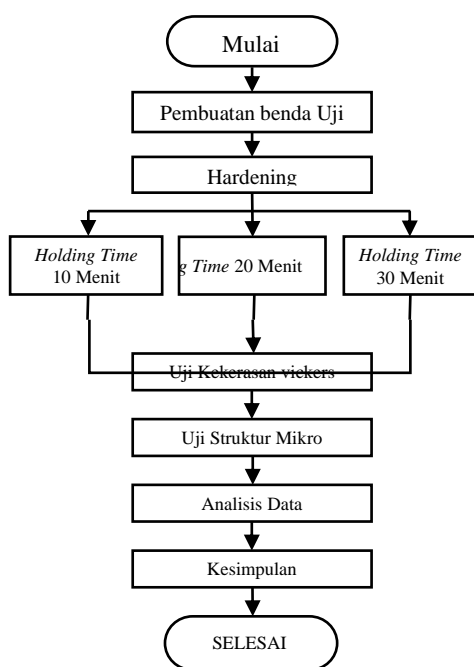 Mulai
Pembuatan benda Uji
Hardening
Holding Time
10 Menit
g Time 20 Menit
Holding Time
30 Menit
Uji Kekerasan vickers
Uji Struktur Mikro
Analisis Data
Kesimpulan
SELESAI